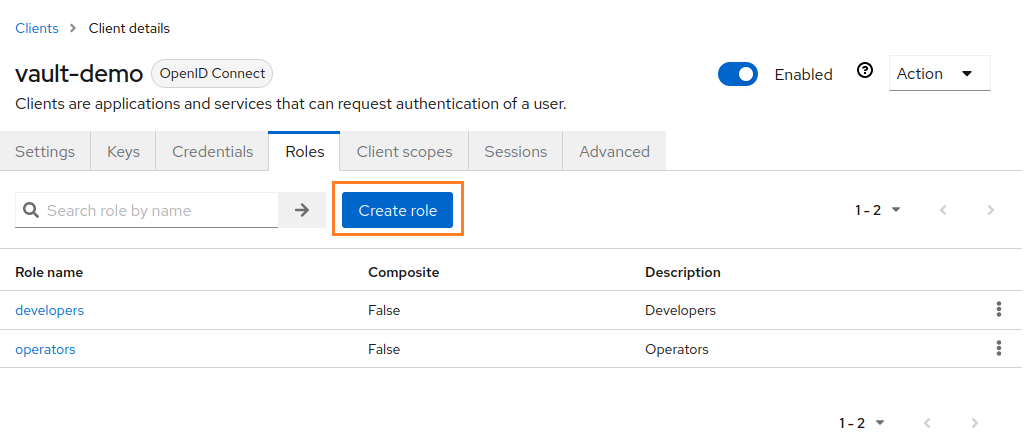 Clients > Client details
vault-demo OpenID Connect Enabled Action
Clients are applications and services that can request authentication of a user.
Settings Keys Credentials Roles Client scopes Sessions Advanced
Search role by name Create role 1 - 2
Role name Composite Description
developers False Developers
operators False Operators
1 - 2